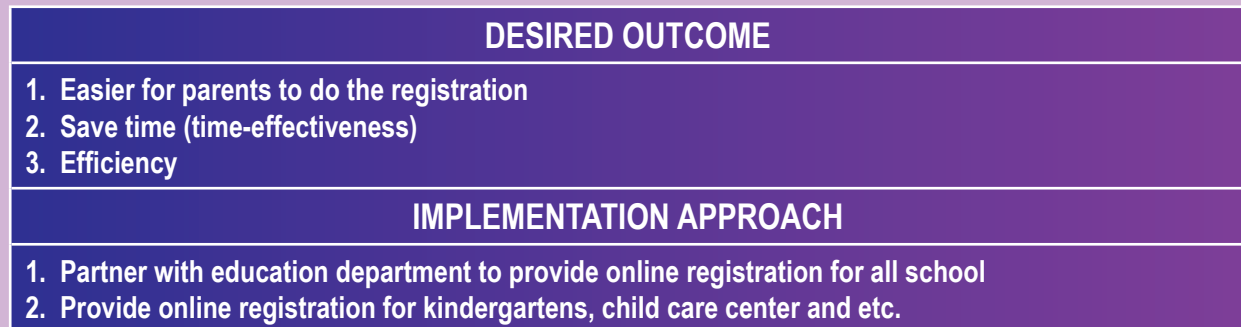 DESIRED OUTCOME
1. Easier for parents to do the registration
2. Save time (time-effectiveness)
3. Efficiency
IMPLEMENTATION APPROACH
1. Partner with education department to provide online registration for all school
2. Provide online registration for kindergartens, child care center and etc.